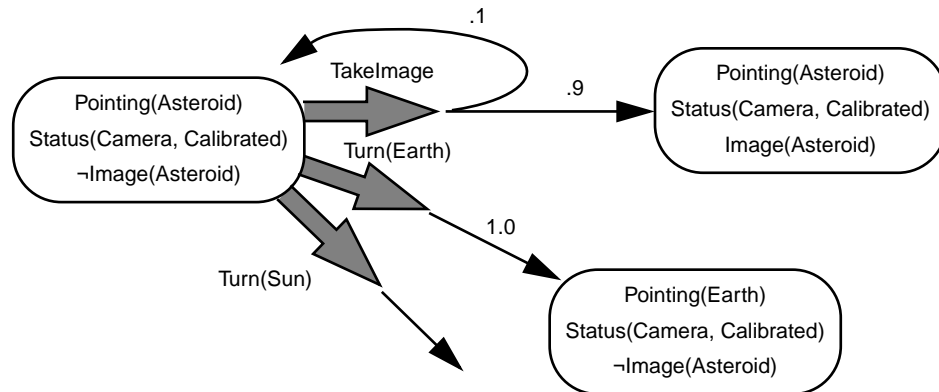 .1
TakeImage
Pointing(Asteroid)
Status(Camera, Calibrated)
¬Image(Asteroid)
.9
Pointing(Asteroid)
Status(Camera, Calibrated)
Image(Asteroid)
Turn(Earth)
1.0
Turn(Sun)
Pointing(Earth)
Status(Camera, Calibrated)
¬Image(Asteroid)